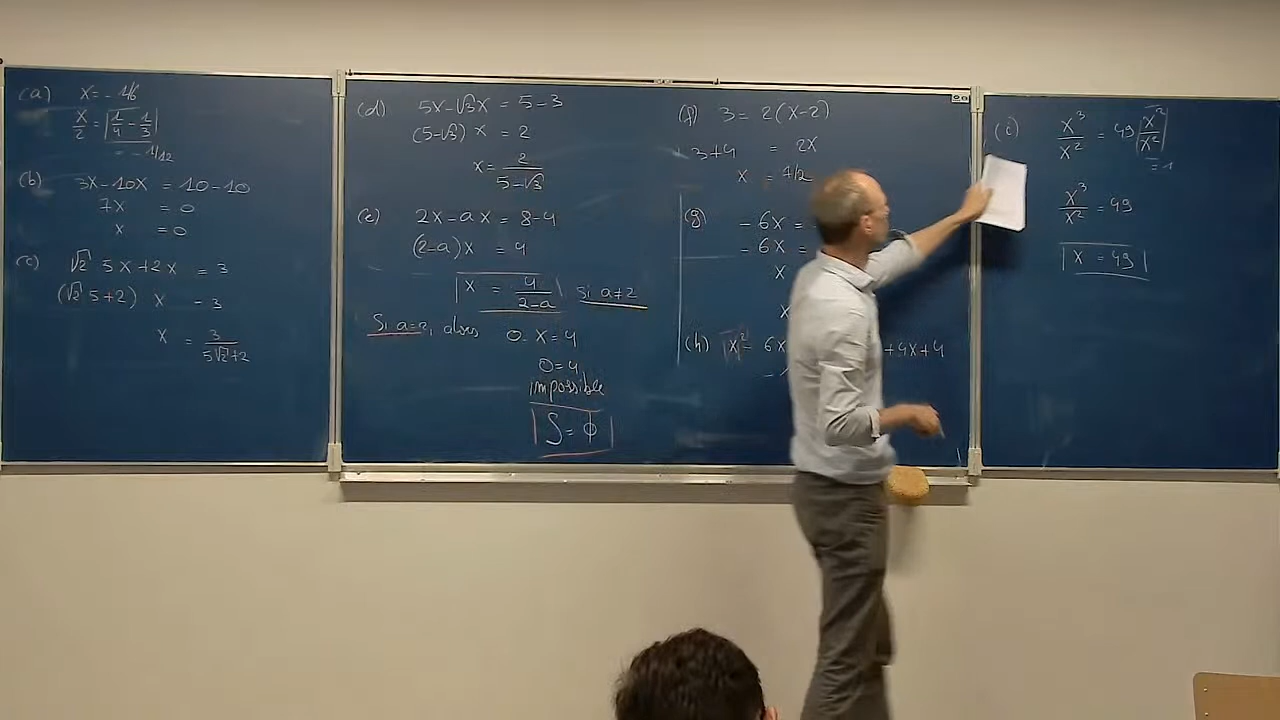 (a) x = - 1/6
x/2 = |1/4 - 1/3|
= - 1/12
(b) 3x - 10x = 10 - 10
7x = 0
x = 0
(c) √2 5x + 2x = 3
(√2 5 + 2) x = 3
x = 3/(5√2 + 2)
(d) 5x - √3x = 5 - 3
(5 - √3) x = 2
x = 2/(5 - √3)
(e) 2x - ax = 8 - 4
(2 - a) x = 4
x = 4/(2 - a) Si a ≠ 2
Si a = 2, alors 0 · x = 4
0 = 4
impossible
S = ∅
(f) 3 = 2(x - 2)
+ 3 + 4 = 2x
x = 7/2
(g) - 6x =
- 6x =
x
x
(h) x² = 6x + 4x + 4
(i) x³/x² = 49 x²/x²
= 1
x³/x² = 49
x = 49